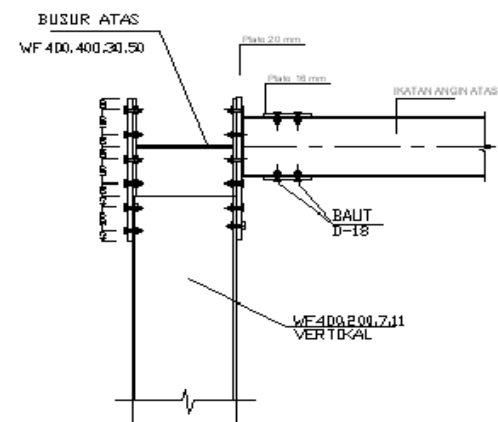 BUSUR ATAS
WF 400.400.30.50
Plate 20 mm
Plate 16 mm
IKATAN ANGIN ATAS
BAUT
D-18
WF400.200.7.11
VERTIKAL